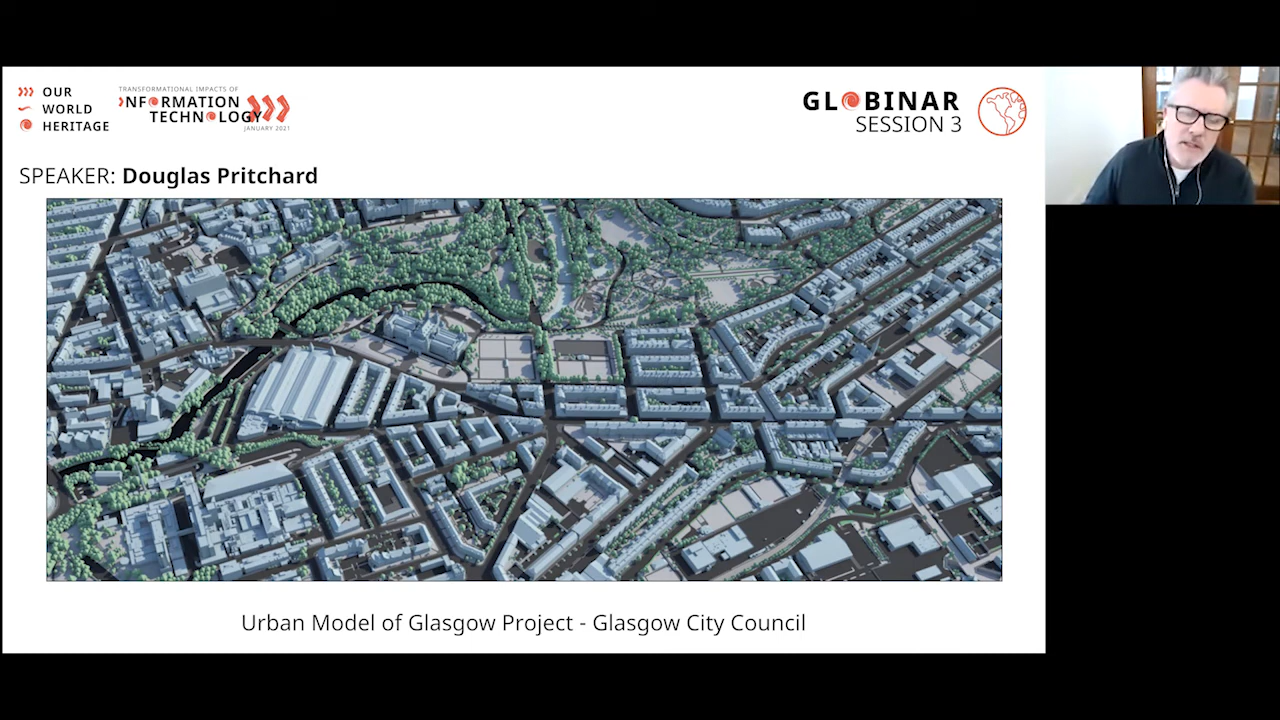 OUR
WORLD
HERITAGE
TRANSFORMATIONAL IMPACTS OF
INFORMATION
TECHNOLOGY
JANUARY 2021
GLOBINAR
SESSION 3
SPEAKER: Douglas Pritchard
Urban Model of Glasgow Project - Glasgow City Council